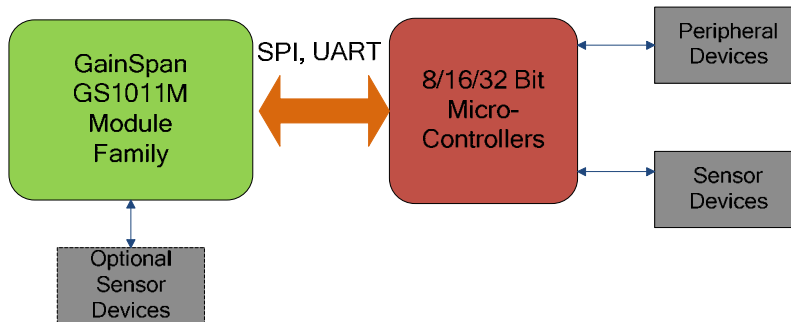 GainSpan
GS1011M
Module
Family
SPI, UART
8/16/32 Bit
Micro-
Controllers
Peripheral
Devices
Sensor
Devices
Optional
Sensor
Devices